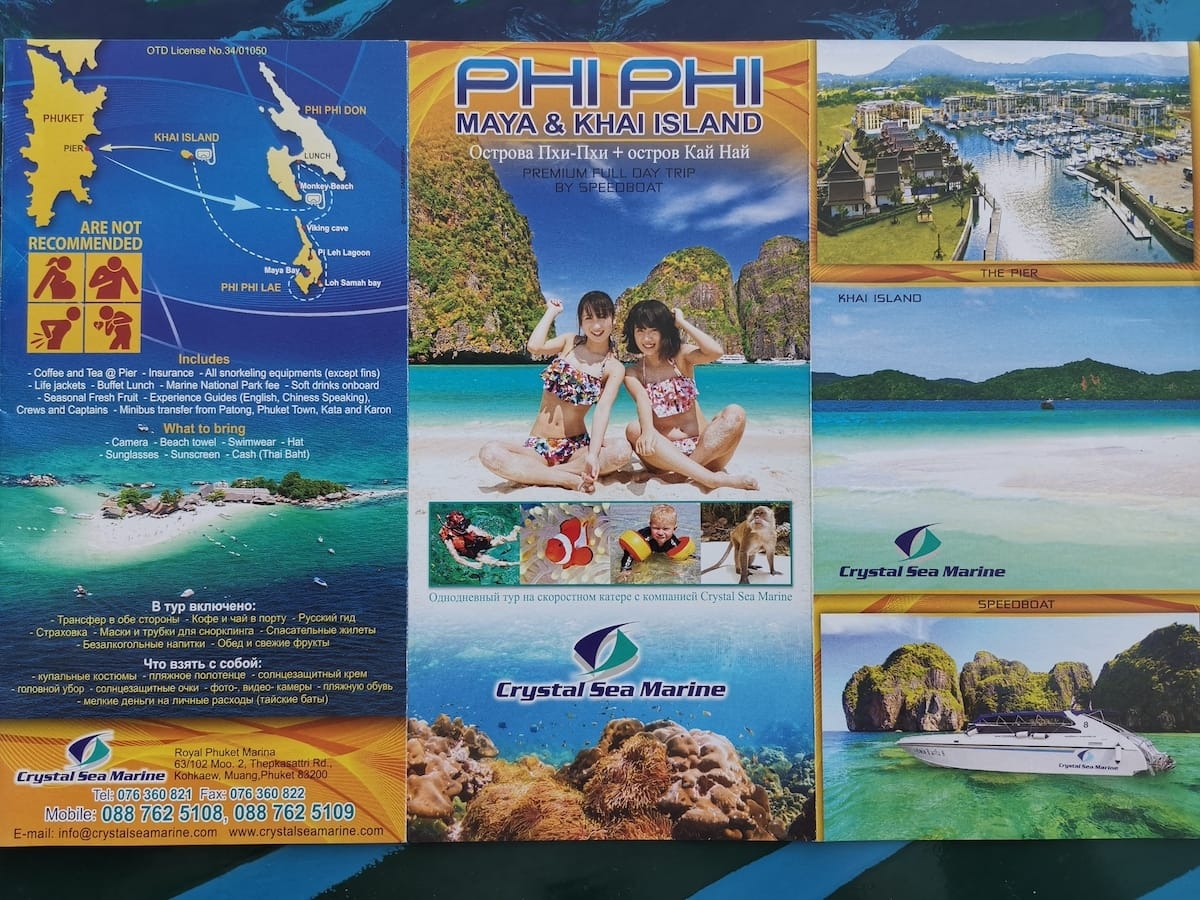 OTD License No.34/01050
PHUKET
PIER
KHAI ISLAND
PHI PHI DON
LUNCH
Monkey Beach
Viking cave
Pi Leh Lagoon
Maya Bay
Loh Samah bay
PHI PHI LAE
ARE NOT
RECOMMENDED
Includes
- Coffee and Tea @ Pier - Insurance - All snorkeling equipments (except fins)
- Life jackets - Buffet Lunch - Marine National Park fee - Soft drinks onboard
- Seasonal Fresh Fruit - Experience Guides (English, Chiness Speaking),
Crews and Captains - Minibus transfer from Patong, Phuket Town, Kata and Karon
What to bring
- Camera - Beach towel - Swimwear - Hat
- Sunglasses - Sunscreen - Cash (Thai Baht)
В тур включено:
- Трансфер в обе стороны - Кофе и чай в порту - Русский гид
- Страховка - Маски и трубки для снорклинга - Спасательные жилеты
- Безалкогольные напитки - Обед и свежие фрукты
Что взять с собой:
- купальные костюмы - пляжное полотенце - солнцезащитный крем
- головной убор - солнцезащитные очки - фото-, видео- камеры - пляжную обувь
- мелкие деньги на личные расходы (тайские баты)
Crystal Sea Marine
Royal Phuket Marina
63/102 Moo. 2, Thepkasattri Rd.,
Kohkaew, Muang,Phuket 83200
Tel: 076 360 821 Fax: 076 360 822
Mobile: 088 762 5108, 088 762 5109
E-mail: info@crystalseamarine.com www.crystalseamarine.com
PHI PHI
MAYA & KHAI ISLAND
Острова Пхи-Пхи + остров Кай Най
PREMIUM FULL DAY TRIP
BY SPEEDBOAT
Однодневный тур на скоростном катере с компанией Crystal Sea Marine
Crystal Sea Marine
THE PIER
KHAI ISLAND
Crystal Sea Marine
SPEEDBOAT
8
Crystal Sea Marine